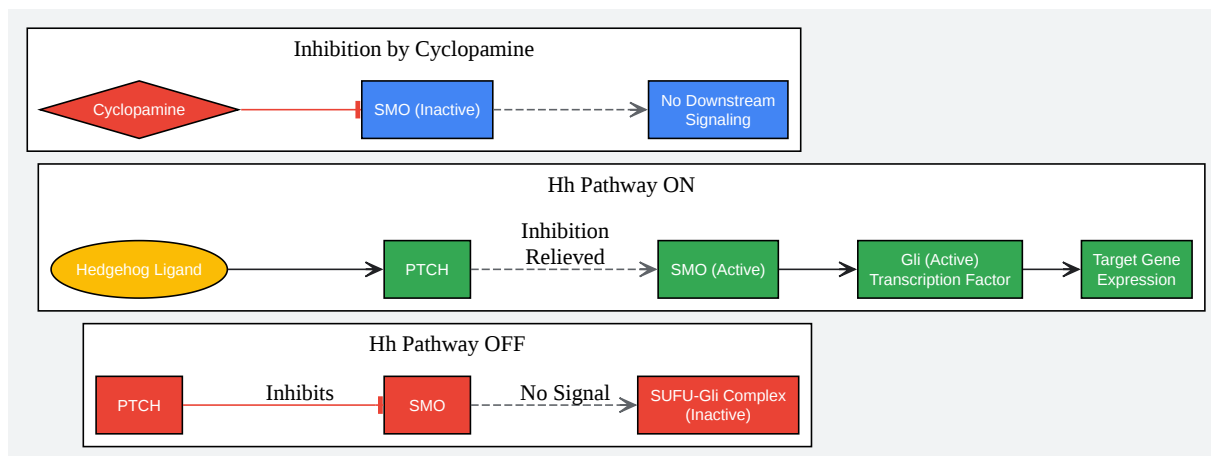 Inhibition by Cyclopamine
Cyclopamine
SMO (Inactive)
No Downstream
Signaling
Hh Pathway ON
Hedgehog Ligand
PTCH
Inhibition
Relieved
SMO (Active)
Gli (Active)
Transcription Factor
Target Gene
Expression
Hh Pathway OFF
PTCH
Inhibits
SMO
No Signal
SUFU-Gli Complex
(Inactive)